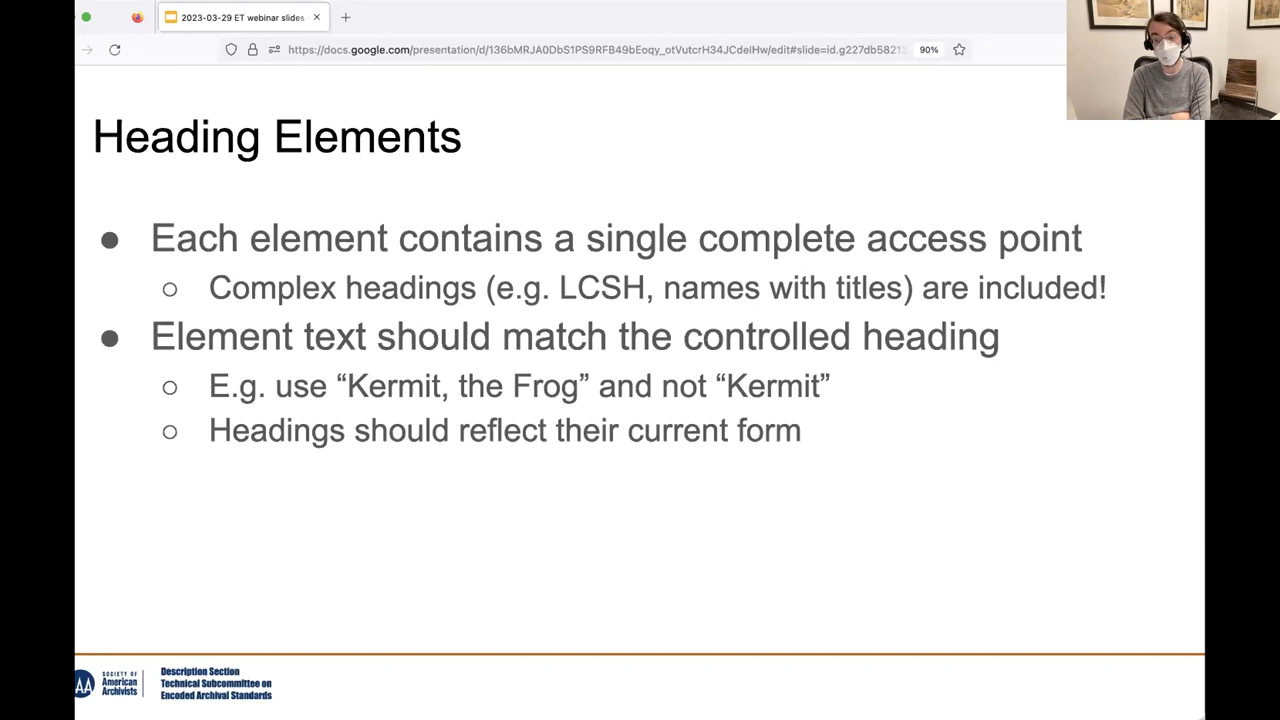 2023-03-29 ET webinar slides
https://docs.google.com/presentation/d/136bMRJA0DbS1PS9RFB49bEoqy_otVutcrH34JCdelHw/edit#slide=id.g227db5821
90%
Heading Elements
● Each element contains a single complete access point
○ Complex headings (e.g. LCSH, names with titles) are included!
● Element text should match the controlled heading
○ E.g. use “Kermit, the Frog” and not “Kermit”
○ Headings should reflect their current form
AA
SOCIETY OF
American
Archivists
Description Section
Technical Subcommittee on
Encoded Archival Standards